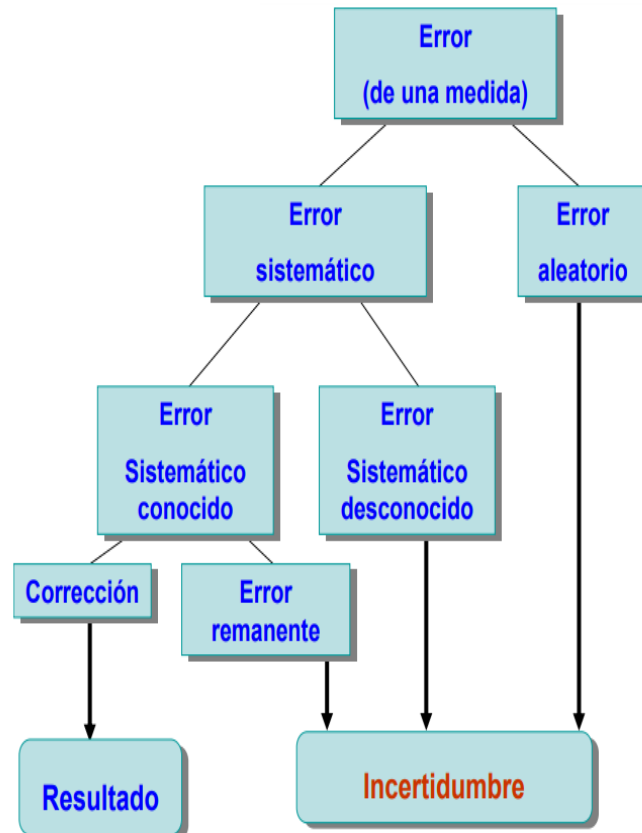 Error
(de una medida)
Error
sistemático
Error
aleatorio
Error
Sistemático
conocido
Error
Sistemático
desconocido
Corrección
Error
remanente
Resultado
Incertidumbre